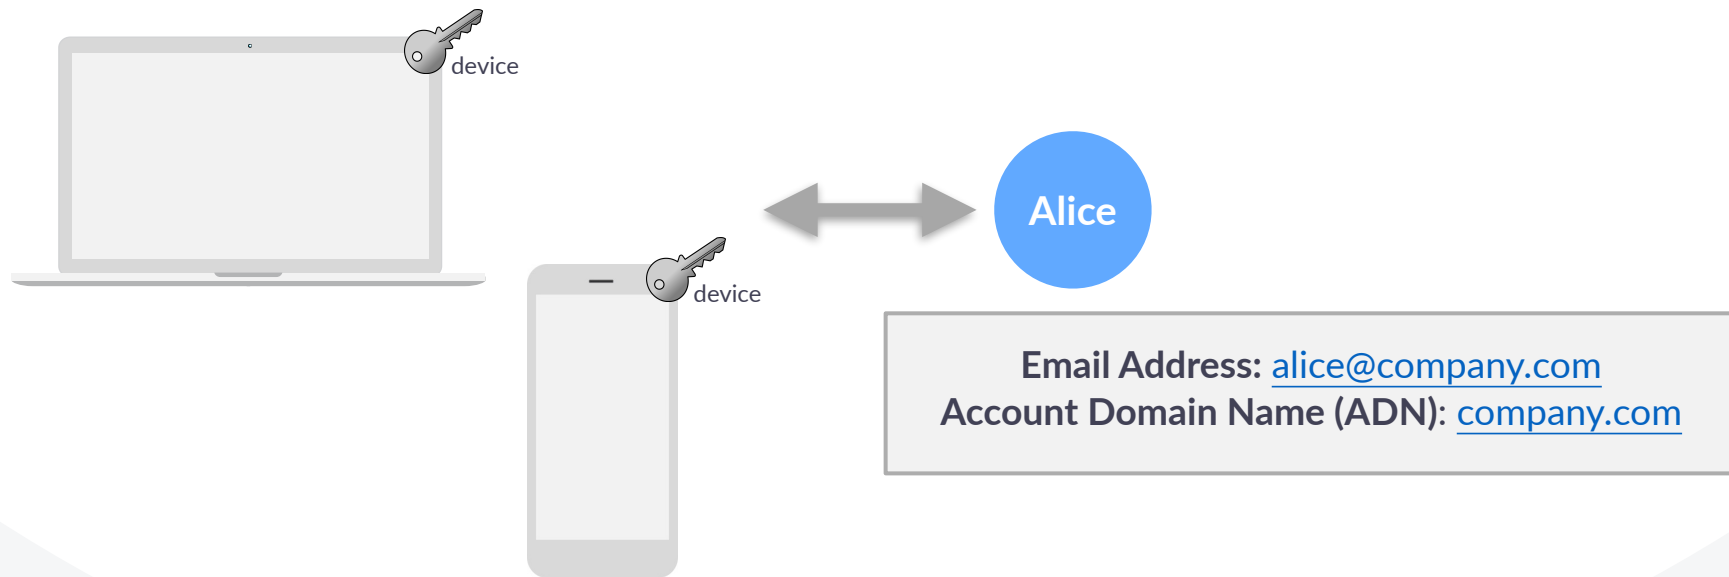 device
device
Alice
Email Address: alice@company.com
Account Domain Name (ADN): company.com